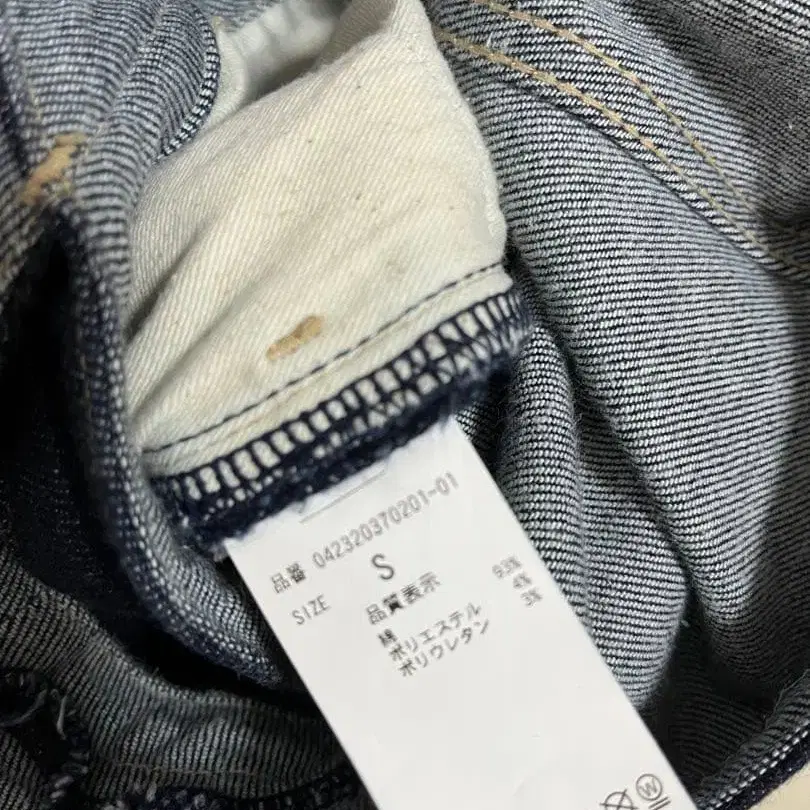 品番 042320370201-01
SIZE S
品質表示
綿 93%
ポリエステル 4%
ポリウレタン 3%
W